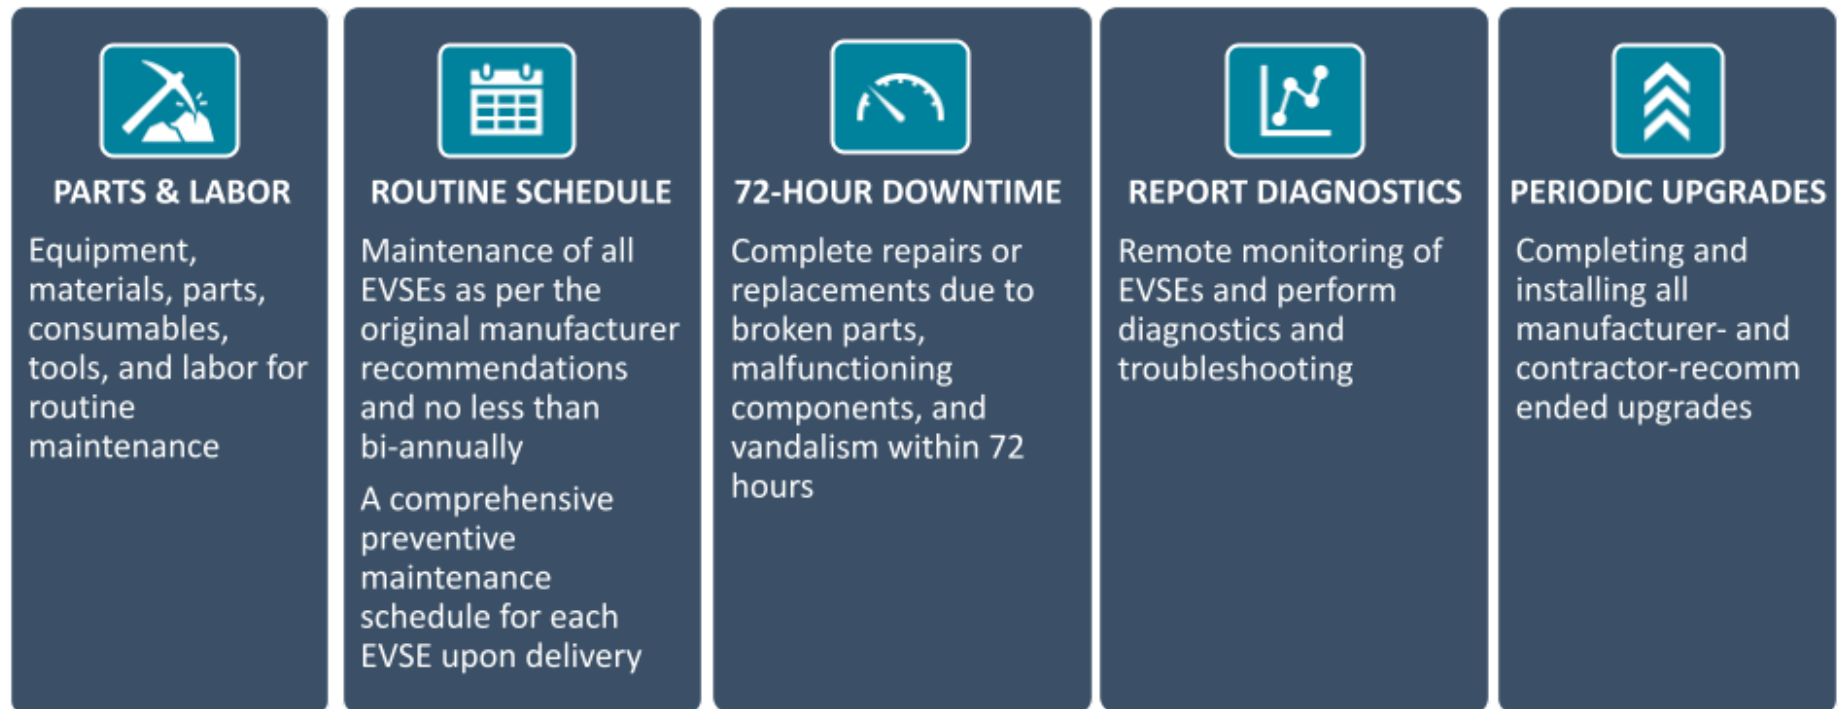 PARTS & LABOR
Equipment,
materials, parts,
consumables,
tools, and labor for
routine
maintenance
ROUTINE SCHEDULE
Maintenance of all
EVSEs as per the
original manufacturer
recommendations
and no less than
bi-annually
A comprehensive
preventive
maintenance
schedule for each
EVSE upon delivery
72-HOUR DOWNTIME
Complete repairs or
replacements due to
broken parts,
malfunctioning
components, and
vandalism within 72
hours
REPORT DIAGNOSTICS
Remote monitoring of
EVSEs and perform
diagnostics and
troubleshooting
PERIODIC UPGRADES
Completing and
installing all
manufacturer- and
contractor-recomm
ended upgrades